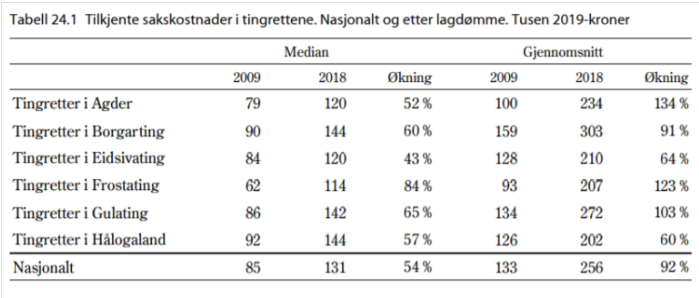 Tabell 24.1 Tilkjente sakskostnader i tingrettene. Nasjonalt og etter lagdømme. Tusen 2019-kroner
Median Gjennomsnitt
2009 2018 Økning 2009 2018 Økning
Tingretter i Agder 79 120 52 % 100 234 134 %
Tingretter i Borgarting 90 144 60 % 159 303 91 %
Tingretter i Eidsivating 84 120 43 % 128 210 64 %
Tingretter i Frostating 62 114 84 % 93 207 123 %
Tingretter i Gulating 86 142 65 % 134 272 103 %
Tingretter i Hålogaland 92 144 57 % 126 202 60 %
Nasjonalt 85 131 54 % 133 256 92 %